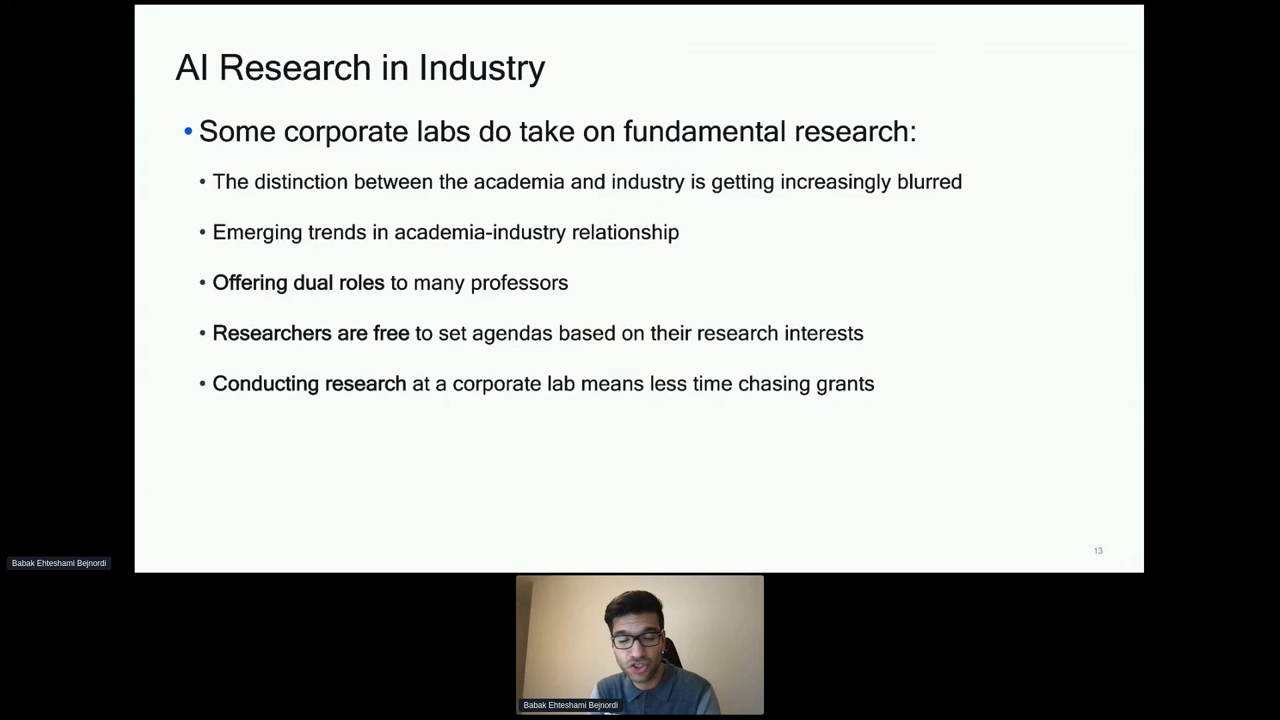 AI Research in Industry
• Some corporate labs do take on fundamental research:
• The distinction between the academia and industry is getting increasingly blurred
• Emerging trends in academia-industry relationship
• Offering dual roles to many professors
• Researchers are free to set agendas based on their research interests
• Conducting research at a corporate lab means less time chasing grants
13
Babak Ehteshami Bejnordi
Babak Ehteshami Bejnordi